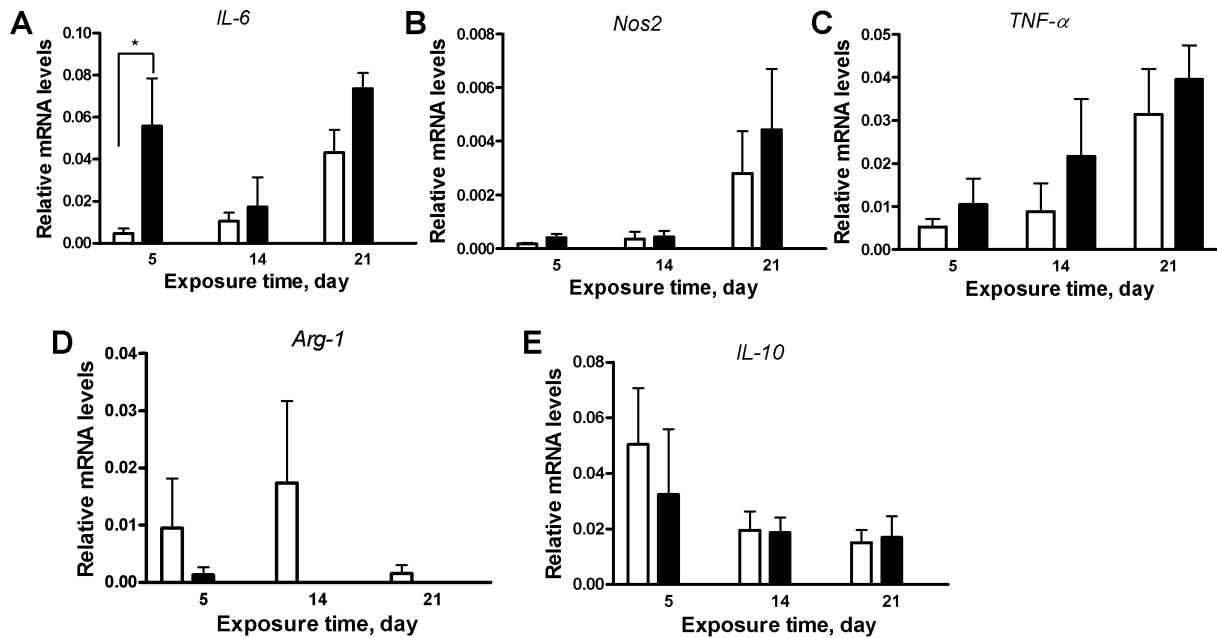 A
IL-6
Relative mRNA levels
0.10
0.08
0.06
0.04
0.02
0.00
*
5 14 21
Exposure time, day
B
Nos2
Relative mRNA levels
0.008
0.006
0.004
0.002
0.000
5 14 21
Exposure time, day
C
TNF-α
Relative mRNA levels
0.05
0.04
0.03
0.02
0.01
0.00
5 14 21
Exposure time, day
D
Arg-1
Relative mRNA levels
0.04
0.03
0.02
0.01
0.00
5 14 21
Exposure time, day
E
IL-10
Relative mRNA levels
0.08
0.06
0.04
0.02
0.00
5 14 21
Exposure time, day